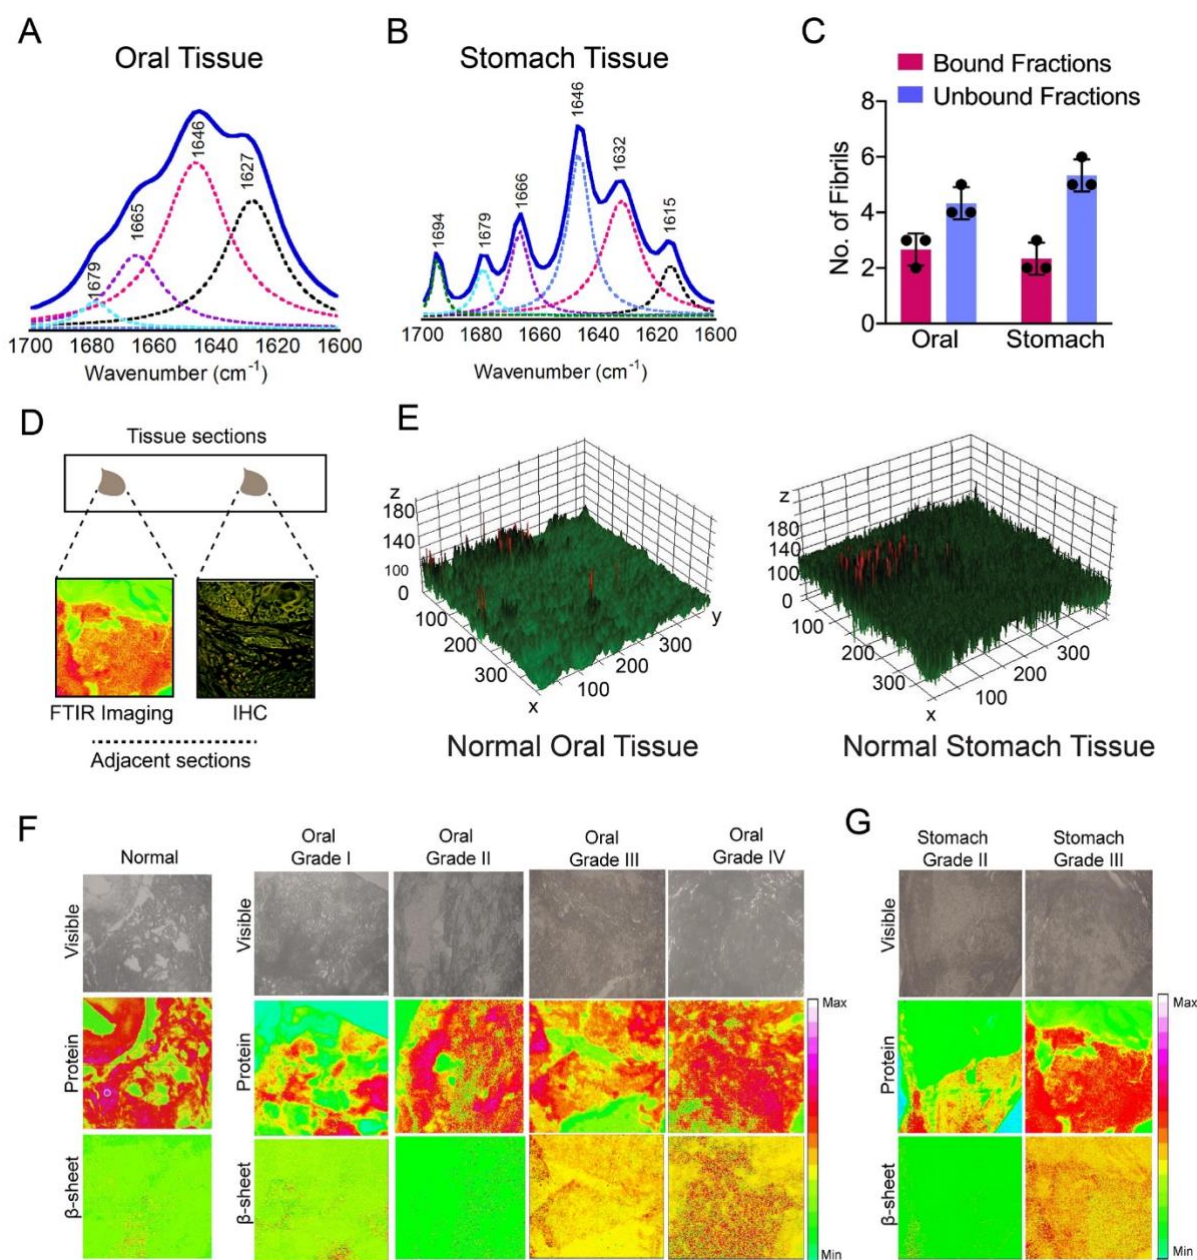 A
Oral Tissue
1679
1665
1646
1627
1700 1680 1660 1640 1620 1600
Wavenumber (cm⁻¹)
B
Stomach Tissue
1694
1679
1666
1646
1632
1615
1700 1680 1660 1640 1620 1600
Wavenumber (cm⁻¹)
C
Bound Fractions
Unbound Fractions
No. of Fibrils
8
6
4
2
0
Oral Stomach
D
Tissue sections
FTIR Imaging IHC
Adjacent sections
E
z
180
140
100
0
100
200
300
x
100
200
300
y
Normal Oral Tissue
z
180
140
100
0
100
200
300
x
100
200
300
Normal Stomach Tissue
F
Normal
Oral
Grade I
Oral
Grade II
Oral
Grade III
Oral
Grade IV
Visible
Protein
β-sheet
Visible
Protein
β-sheet
Max
Min
G
Stomach
Grade II
Stomach
Grade III
Visible
Protein
β-sheet
Max
Min